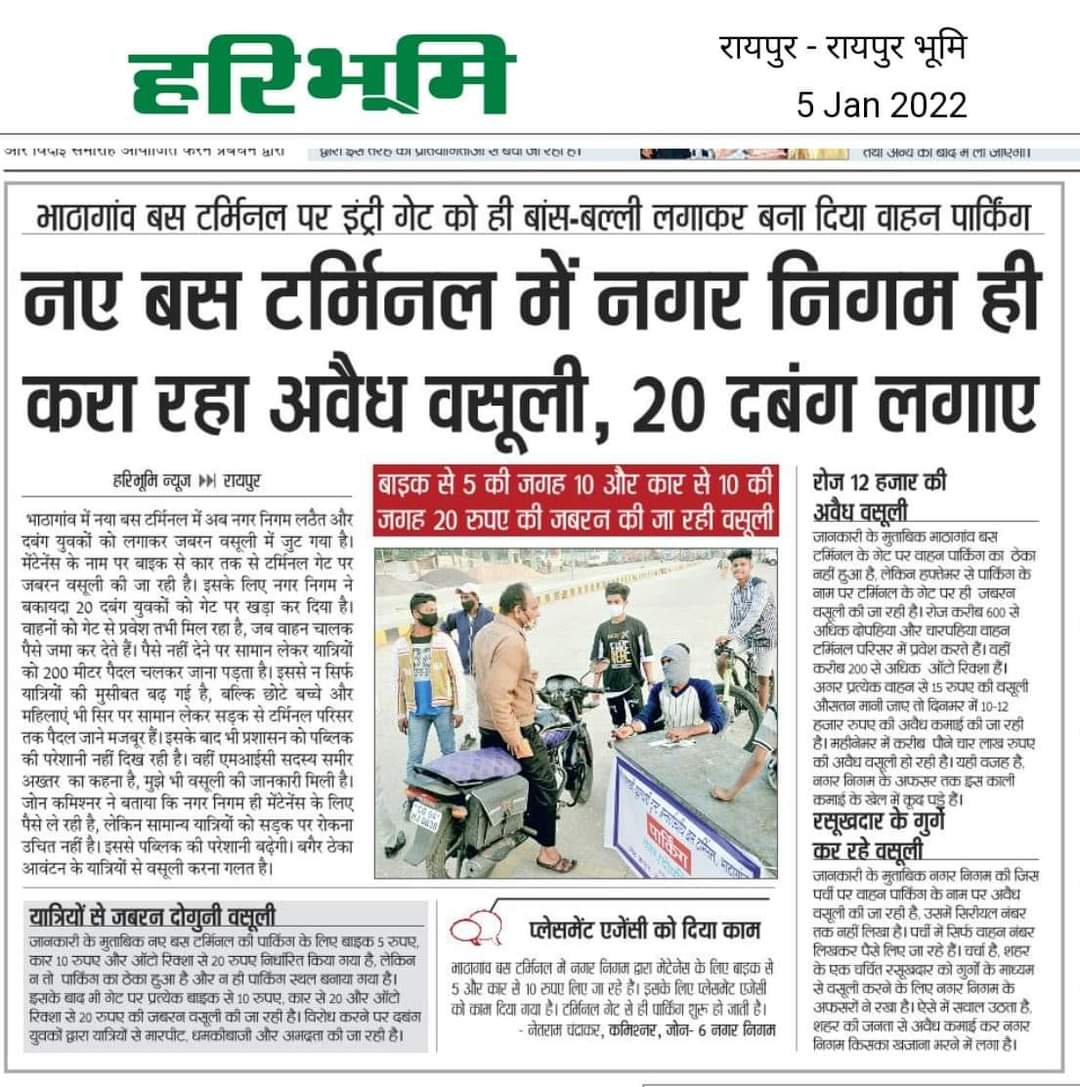 हरिभूमि
रायपुर - रायपुर भूमि
5 Jan 2022
भाठागांव बस टर्मिनल पर इंट्री गेट को ही बांस-बल्ली लगाकर बना दिया वाहन पार्किंग
नए बस टर्मिनल में नगर निगम ही
करा रहा अवैध वसूली, 20 दबंग लगाए
हरिभूमि न्यूज रायपुर
भाठागांव में नया बस टर्मिनल में अब नगर निगम लठैत और
दबंग युवकों को लगाकर जबरन वसूली में जुट गया है।
मेंटेनेंस के नाम पर बाइक से कार तक से टर्मिनल गेट पर
जबरन वसूली की जा रही है। इसके लिए नगर निगम ने
बकायदा 20 दबंग युवकों को गेट पर खड़ा कर दिया है।
वाहनों को गेट से प्रवेश तभी मिल रहा है, जब वाहन चालक
पैसे जमा कर देते हैं। पैसे नहीं देने पर सामान लेकर यात्रियों
को 200 मीटर पैदल चलकर जाना पड़ता है। इससे न सिर्फ
यात्रियों की मुसीबत बढ़ गई है, बल्कि छोटे बच्चे और
महिलाएं भी सिर पर सामान लेकर सड़क से टर्मिनल परिसर
तक पैदल जाने मजबूर हैं। इसके बाद भी प्रशासन को पब्लिक
की परेशानी नहीं दिख रही है। वहीं एमआईसी सदस्य समीर
अख्तर का कहना है, मुझे भी वसूली की जानकारी मिली है।
जोन कमिश्नर ने बताया कि नगर निगम ही मेंटेनेंस के लिए
पैसे ले रही है, लेकिन सामान्य यात्रियों को सड़क पर रोकना
उचित नहीं है। इससे पब्लिक की परेशानी बढ़ेगी। बगैर ठेका
आवंटन के यात्रियों से वसूली करना गलत है।
बाइक से 5 की जगह 10 और कार से 10 की
जगह 20 रुपए की जबरन की जा रही वसूली
पार्किंग
यात्रियों से जबरन दोगुनी वसूली
जानकारी के मुताबिक नए बस टर्मिनल की पार्किंग के लिए बाइक 5 रुपए,
कार 10 रुपए और ऑटो रिक्शा से 20 रुपए निर्धारित किया गया है, लेकिन
न तो पार्किंग का ठेका हुआ है और न ही पार्किंग स्थल बनाया गया है।
इसके बाद भी गेट पर प्रत्येक बाइक से 10 रुपए, कार से 20 और ऑटो
रिक्शा से 20 रुपए की जबरन वसूली की जा रही है। विरोध करने पर दबंग
युवकों द्वारा यात्रियों से मारपीट, धमकीबाजी और अभद्रता की जा रही है।
प्लेसमेंट एजेंसी को दिया काम
भाठागांव बस टर्मिनल में नगर निगम द्वारा मेंटेनेंस के लिए बाइक से
5 और कार से 10 रुपए लिए जा रहे हैं। इसके लिए प्लेसमेंट एजेंसी
को काम दिया गया है। टर्मिनल गेट से ही पार्किंग शुरू हो जाती है।
- नेतराम चंद्राकर, कमिश्नर, जोन- 6 नगर निगम
रोज 12 हजार की
अवैध वसूली
जानकारी के मुताबिक भाठागांव बस
टर्मिनल के गेट पर वाहन पार्किंग का ठेका
नहीं हुआ है, लेकिन हफ्तेभर से पार्किंग के
नाम पर टर्मिनल के गेट पर ही जबरन
वसूली की जा रही है। रोज करीब 600 से
अधिक दोपहिया और चारपहिया वाहन
टर्मिनल परिसर में प्रवेश करते हैं। वहीं
करीब 200 से अधिक ऑटो रिक्शा हैं।
अगर प्रत्येक वाहन से 15 रुपए की वसूली
औसतन मानी जाए तो दिनभर में 10-12
हजार रुपए की अवैध कमाई की जा रही
है। महीनेभर में करीब पौने चार लाख रुपए
की अवैध वसूली हो रही है। यही वजह है,
नगर निगम के अफसर तक इस काली
कमाई के खेल में कूद पड़े हैं।
रसूखदार के गुर्गे
कर रहे वसूली
जानकारी के मुताबिक नगर निगम की जिस
पर्ची पर वाहन पार्किंग के नाम पर अवैध
वसूली की जा रही है, उसमें सिरीयल नंबर
तक नहीं लिखा है। पर्ची में सिर्फ वाहन नंबर
लिखकर पैसे लिए जा रहे हैं। चर्चा है, शहर
के एक चर्चित रसूखदार को गुर्गों के माध्यम
से वसूली करने के लिए नगर निगम के
अफसरों ने रखा है। ऐसे में सवाल उठता है,
शहर की जनता से अवैध कमाई कर नगर
निगम किसका खजाना भरने में लगा है।